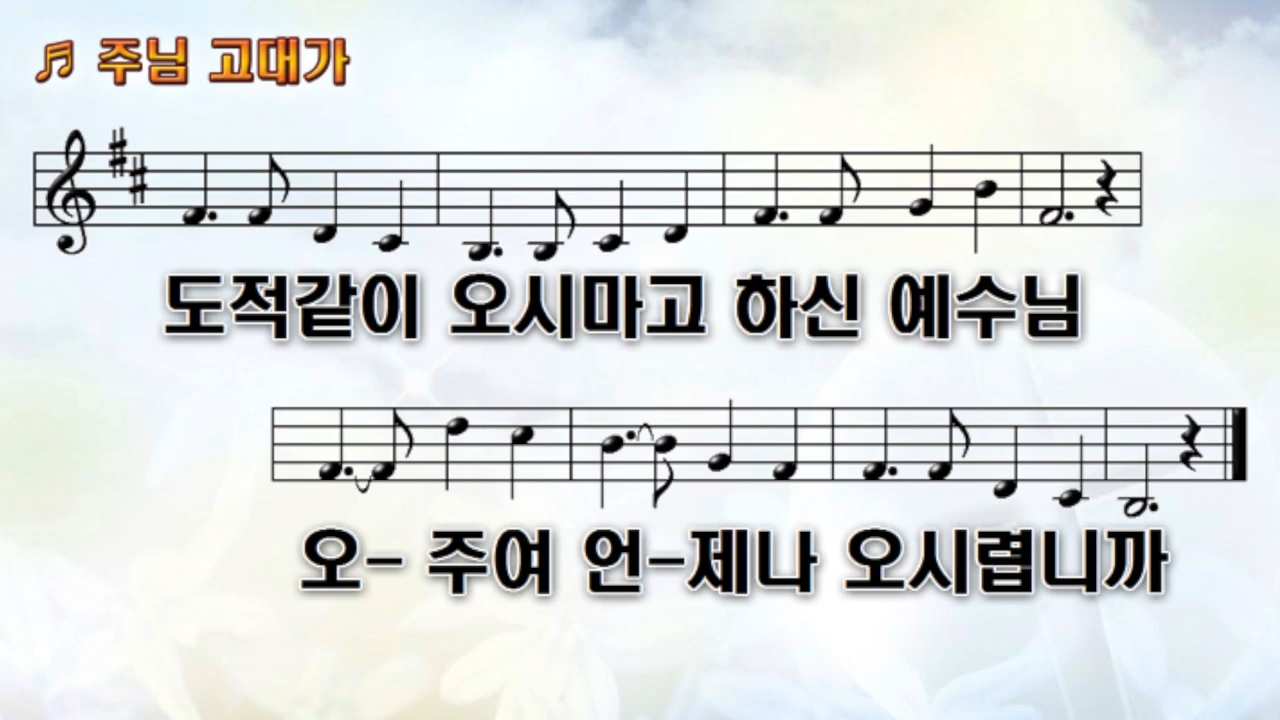 ♬ 주님 고대가
도적같이 오시마고 하신 예수님
오- 주여 언-제나 오시렵니까